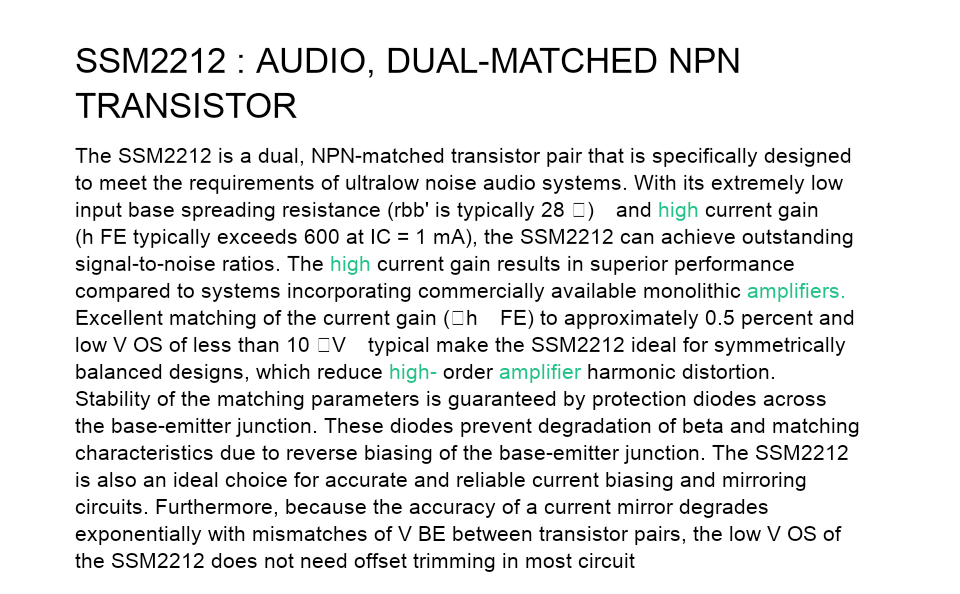 SSM2212 : AUDIO, DUAL-MATCHED NPN
TRANSISTOR
The SSM2212 is a dual, NPN-matched transistor pair that is specifically designed
to meet the requirements of ultralow noise audio systems. With its extremely low
input base spreading resistance (rbb' is typically 28 □) and high current gain
(h FE typically exceeds 600 at IC = 1 mA), the SSM2212 can achieve outstanding
signal-to-noise ratios. The high current gain results in superior performance
compared to systems incorporating commercially available monolithic amplifiers.
Excellent matching of the current gain (□h FE) to approximately 0.5 percent and
low V OS of less than 10 □V typical make the SSM2212 ideal for symmetrically
balanced designs, which reduce high- order amplifier harmonic distortion.
Stability of the matching parameters is guaranteed by protection diodes across
the base-emitter junction. These diodes prevent degradation of beta and matching
characteristics due to reverse biasing of the base-emitter junction. The SSM2212
is also an ideal choice for accurate and reliable current biasing and mirroring
circuits. Furthermore, because the accuracy of a current mirror degrades
exponentially with mismatches of V BE between transistor pairs, the low V OS of
the SSM2212 does not need offset trimming in most circuit